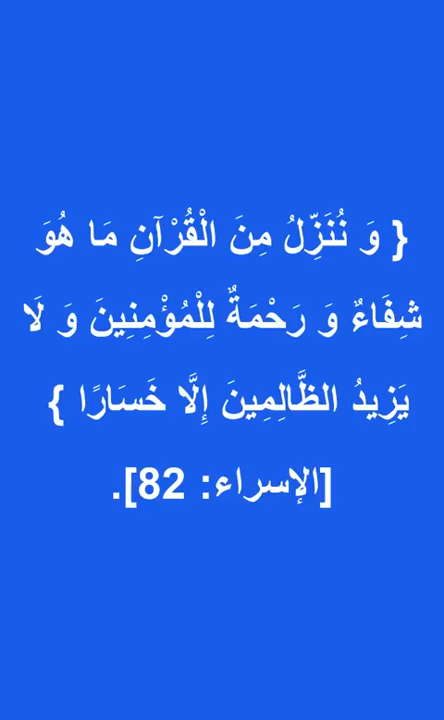 { وَ نُنَزِّلُ مِنَ الْقُرْآنِ مَا هُوَ
شِفَاءٌ وَ رَحْمَةٌ لِلْمُؤْمِنِينَ وَ لَا
يَزِيدُ الظَّالِمِينَ إِلَّا خَسَارًا }
[الإسراء: 82].